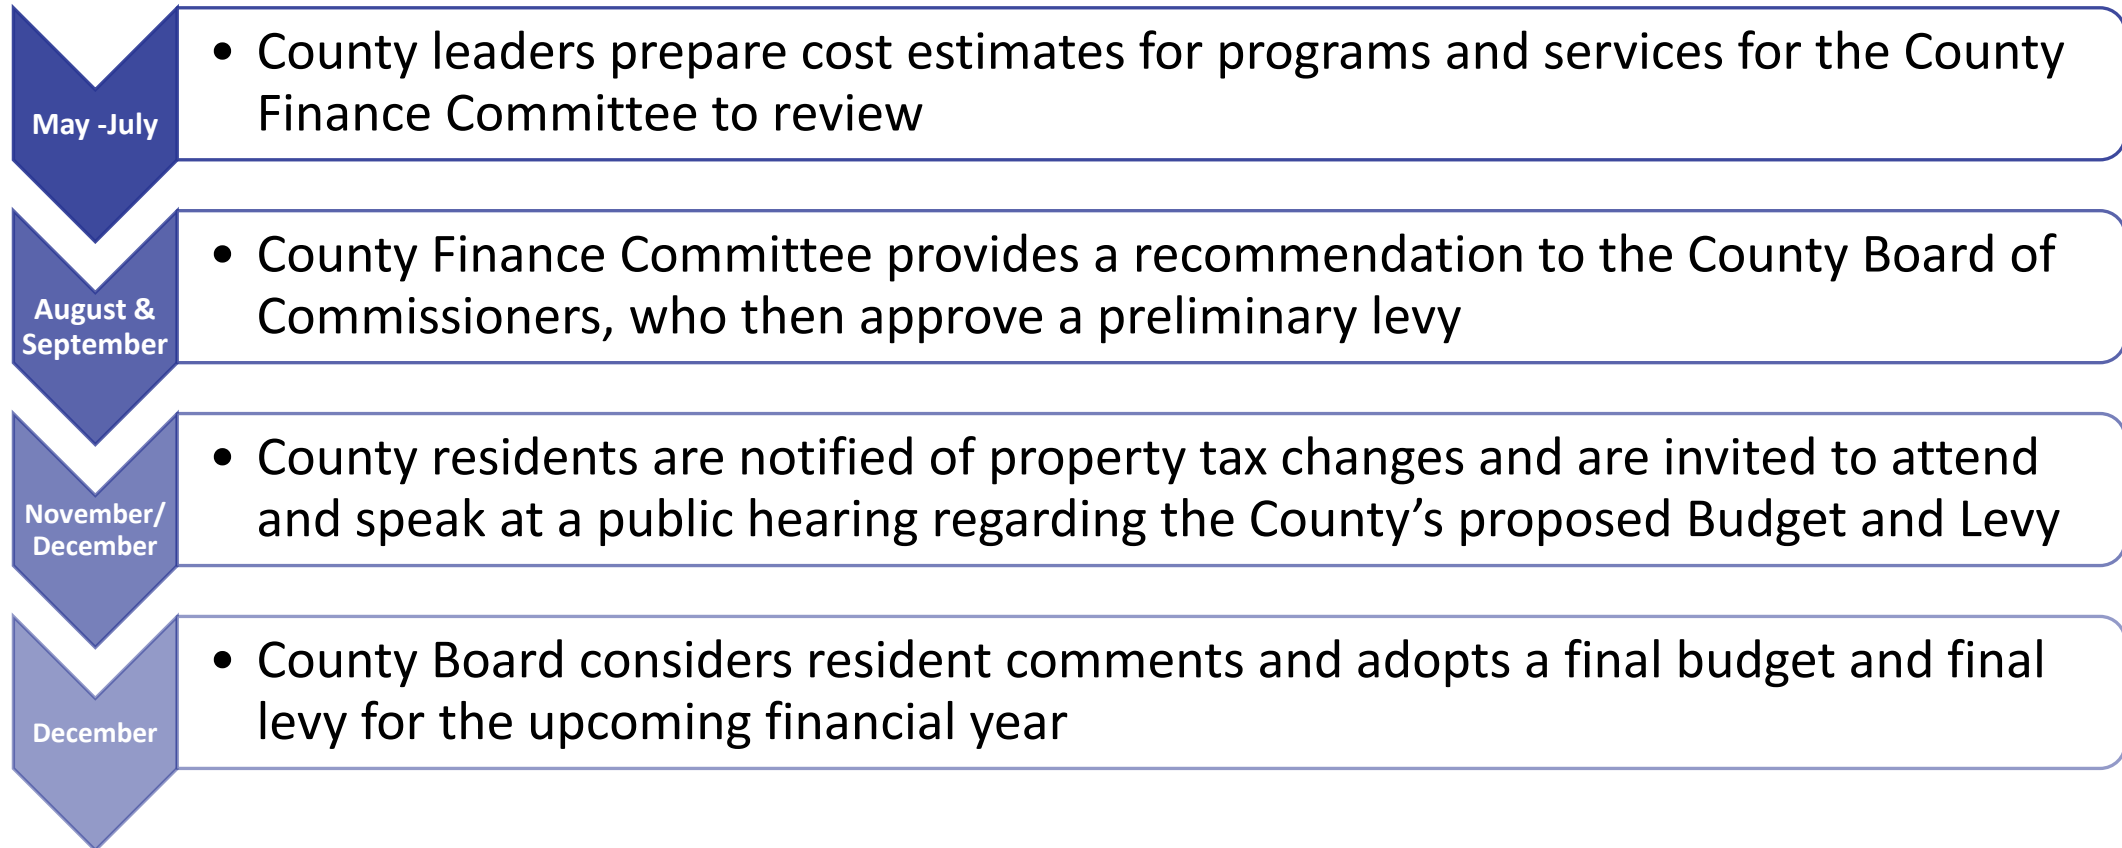 May -July
• County leaders prepare cost estimates for programs and services for the County
Finance Committee to review
August &
September
• County Finance Committee provides a recommendation to the County Board of
Commissioners, who then approve a preliminary levy
November/
December
• County residents are notified of property tax changes and are invited to attend
and speak at a public hearing regarding the County’s proposed Budget and Levy
December
• County Board considers resident comments and adopts a final budget and final
levy for the upcoming financial year